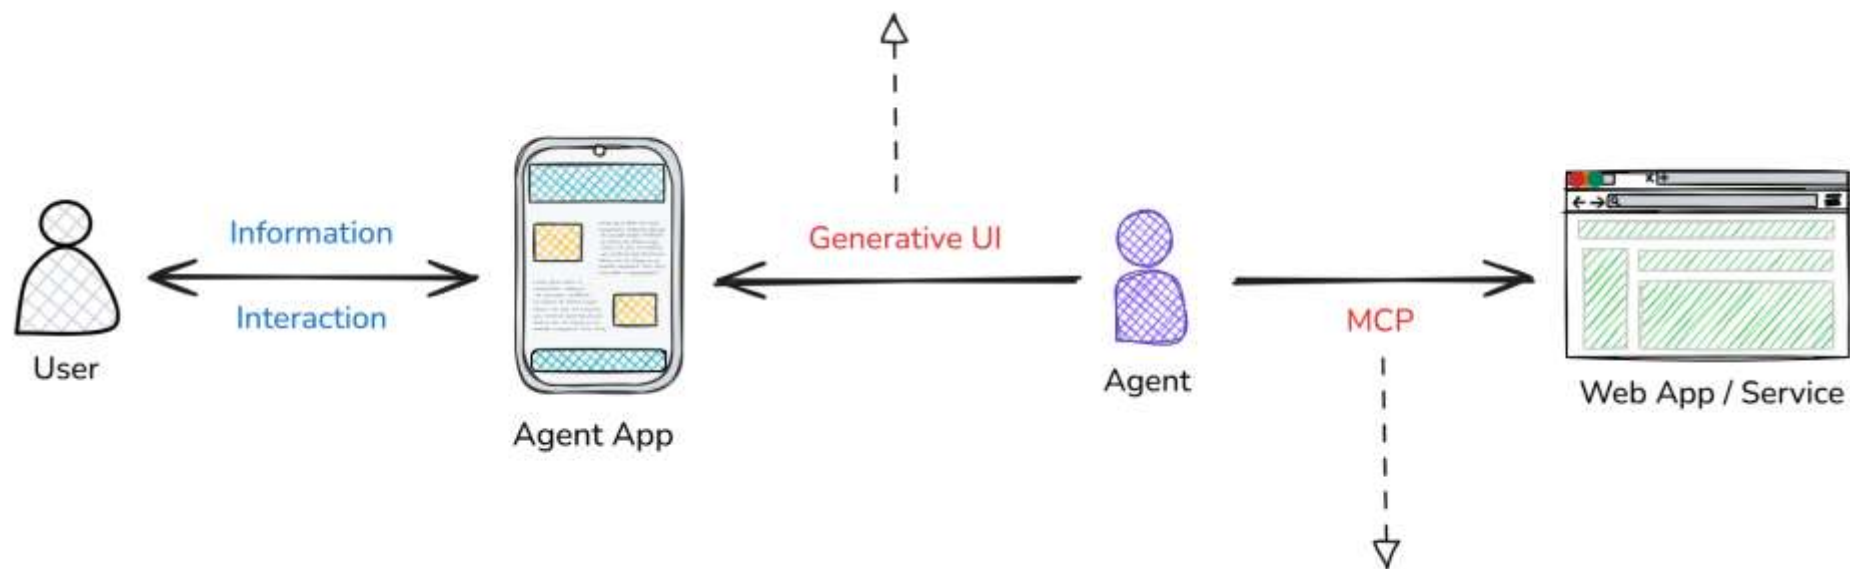 Information
Interaction
User
Agent App
Generative UI
Agent
MCP
Web App / Service